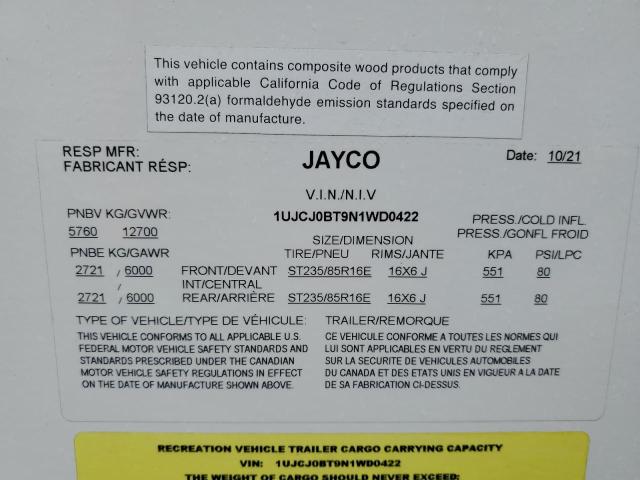 This vehicle contains composite wood products that comply
with applicable California Code of Regulations Section
93120.2(a) formaldehyde emission standards specified on
the date of manufacture.
RESP MFR: JAYCO Date: 10/21
FABRICANT RÉSP:
V.I.N./N.I.V
PNBV KG/GVWR: 1UJCJ0BT9N1WD0422 PRESS./COLD INFL.
5760 12700 SIZE/DIMENSION PRESS./GONFL FROID
PNBE KG/GAWR TIRE/PNEU RIMS/JANTE KPA PSI/LPC
2721 / 6000 FRONT/DEVANT ST235/85R16E 16X6 J 551 80
/ INT/CENTRAL
2721 / 6000 REAR/ARRIÈRE ST235/85R16E 16X6 J 551 80
TYPE OF VEHICLE/TYPE DE VÉHICULE: TRAILER/REMORQUE
THIS VEHICLE CONFORMS TO ALL APPLICABLE U.S.
FEDERAL MOTOR VEHICLE SAFETY STANDARDS AND
STANDARDS PRESCRIBED UNDER THE CANADIAN
MOTOR VEHICLE SAFETY REGULATIONS IN EFFECT
ON THE DATE OF MANUFACTURE SHOWN ABOVE.
CE VEHICULE CONFORME A TOUTES LES NORMES QUI
LUI SONT APPLICABLES EN VERTU DU REGLEMENT
SUR LA SECURITE DE VEHICULES AUTOMOBILES
DU CANADA ET DES EN VIGUEUR A LA DATE
DE SA FABRICATION CI-DESSUS.
RECREATION VEHICLE TRAILER CARGO CARRYING CAPACITY
VIN: 1UJCJ0BT9N1WD0422
THE WEIGHT OF CARGO SHOULD NEVER EXCEED: